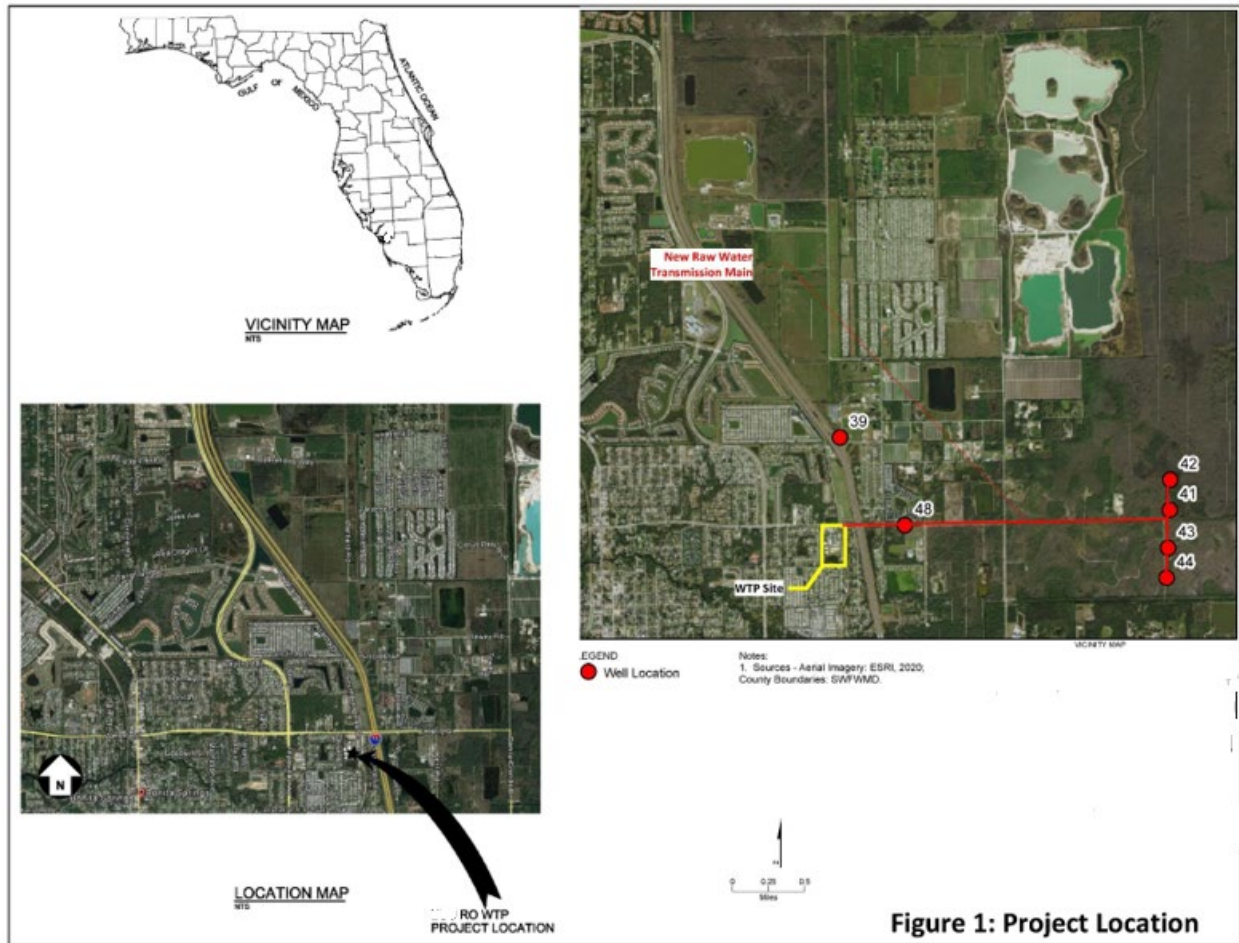 GULF OF MEXICO
ATLANTIC OCEAN
VICINITY MAP
NTS
New Raw Water
Transmission Main
39
48
42
41
43
44
WTP Site
VICINITY MAP
.EGEND
Well Location
Notes:
1. Sources - Aerial Imagery: ESRI, 2020;
County Boundaries: SWFWMD.
N
LOCATION MAP
NTS
RO WTP
PROJECT LOCATION
N
0 0.25 0.5
Miles
Figure 1: Project Location